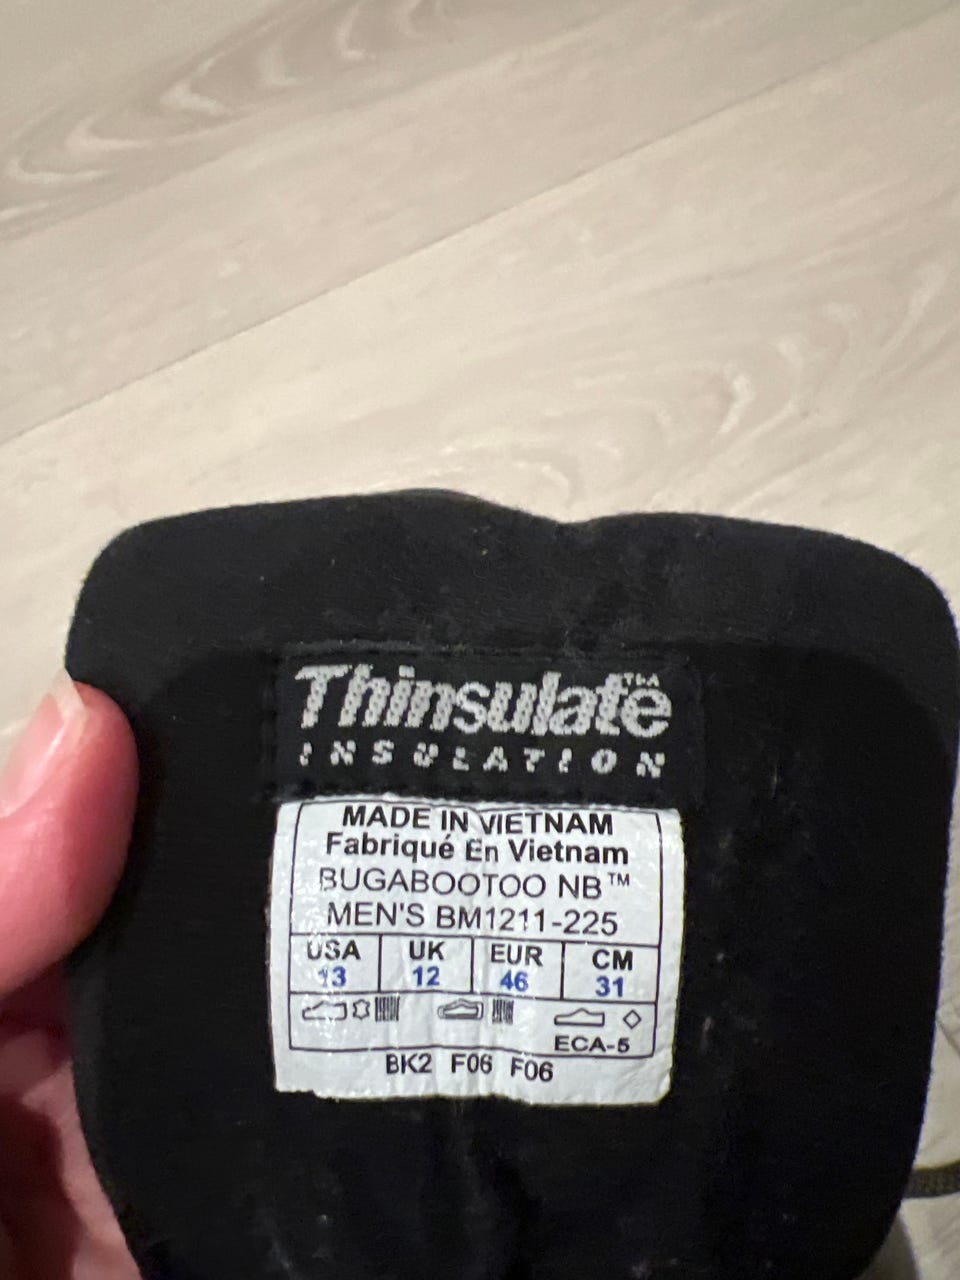 Thinsulate™
INSULATION
MADE IN VIETNAM
Fabriqué En Vietnam
BUGABOOTOO NB™
MEN'S BM1211-225
USA UK EUR CM
13 12 46 31
ECA-5
BK2 F06 F06